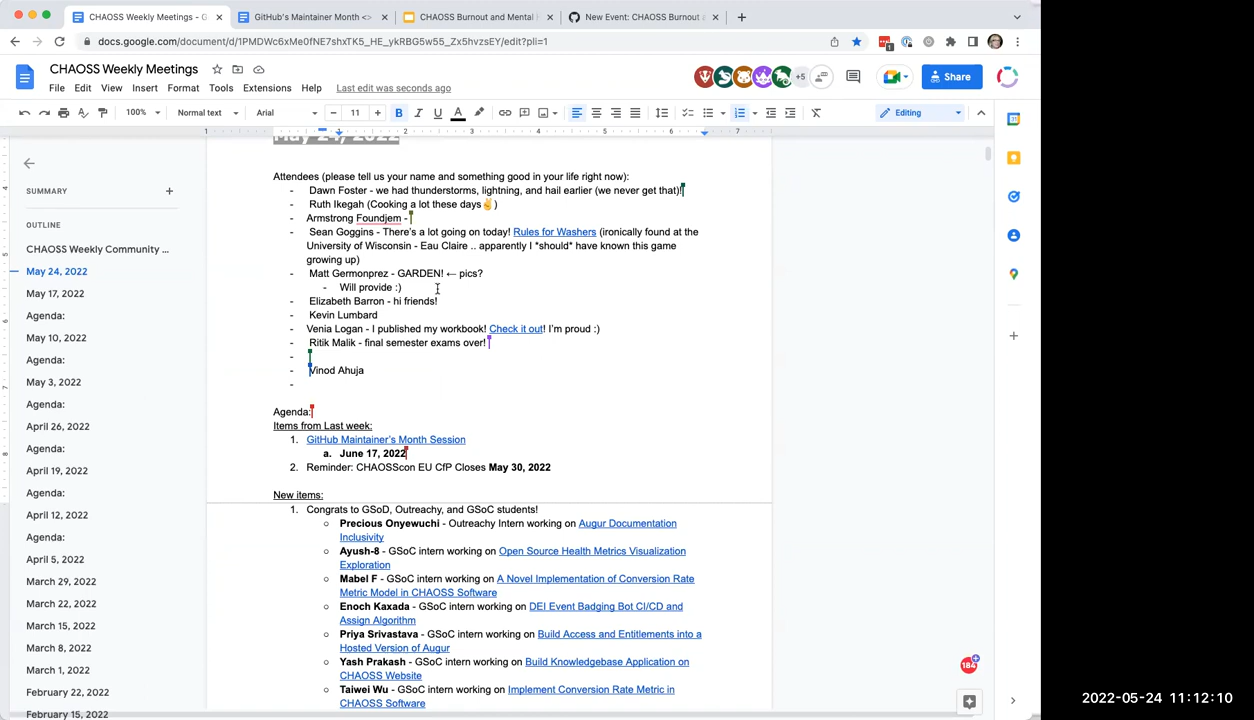 CHAOSS Weekly Meetings - G
GitHub's Maintainer Month <>
CHAOSS Burnout and Mental
New Event: CHAOSS Burnout a
docs.google.com/document/d/1PMDWc6xMe0fNE7shxTK5_HE_ykRBG5w55_Zx5hvzsEY/edit?pli=1
CHAOSS Weekly Meetings
+5
Share
File Edit View Insert Format Tools Extensions Help Last edit was seconds ago
100% Normal text Arial 11 Editing
1 2 3 4 5 6 7
May 24, 2022
SUMMARY
OUTLINE
CHAOSS Weekly Community ...
May 24, 2022
May 17, 2022
Agenda:
May 10, 2022
Agenda:
May 3, 2022
Agenda:
April 26, 2022
Agenda:
April 19, 2022
Agenda:
April 12, 2022
Agenda:
April 5, 2022
March 29, 2022
March 22, 2022
March 15, 2022
March 8, 2022
March 1, 2022
February 22, 2022
February 15, 2022
Attendees (please tell us your name and something good in your life right now):
- Dawn Foster - we had thunderstorms, lightning, and hail earlier (we never get that)!
- Ruth Ikegah (Cooking a lot these days✌️)
- Armstrong Foundjem -
- Sean Goggins - There's a lot going on today! Rules for Washers (ironically found at the
University of Wisconsin - Eau Claire .. apparently I *should* have known this game
growing up)
- Matt Germonprez - GARDEN! ← pics?
- Will provide :)
- Elizabeth Barron - hi friends!
- Kevin Lumbard
- Venia Logan - I published my workbook! Check it out! I'm proud :)
- Ritik Malik - final semester exams over!
-
- Vinod Ahuja
-
Agenda:
Items from Last week:
1. GitHub Maintainer's Month Session
a. June 17, 2022
2. Reminder: CHAOSScon EU CfP Closes May 30, 2022
New items:
1. Congrats to GSoD, Outreachy, and GSoC students!
○ Precious Onyewuchi - Outreachy Intern working on Augur Documentation
Inclusivity
○ Ayush-8 - GSoC intern working on Open Source Health Metrics Visualization
Exploration
○ Mabel F - GSoC intern working on A Novel Implementation of Conversion Rate
Metric Model in CHAOSS Software
○ Enoch Kaxada - GSoC intern working on DEI Event Badging Bot CI/CD and
Assign Algorithm
○ Priya Srivastava - GSoC intern working on Build Access and Entitlements into a
Hosted Version of Augur
○ Yash Prakash - GSoC intern working on Build Knowledgebase Application on
CHAOSS Website
○ Taiwei Wu - GSoC intern working on Implement Conversion Rate Metric in
CHAOSS Software
184
2022-05-24 11:12:10